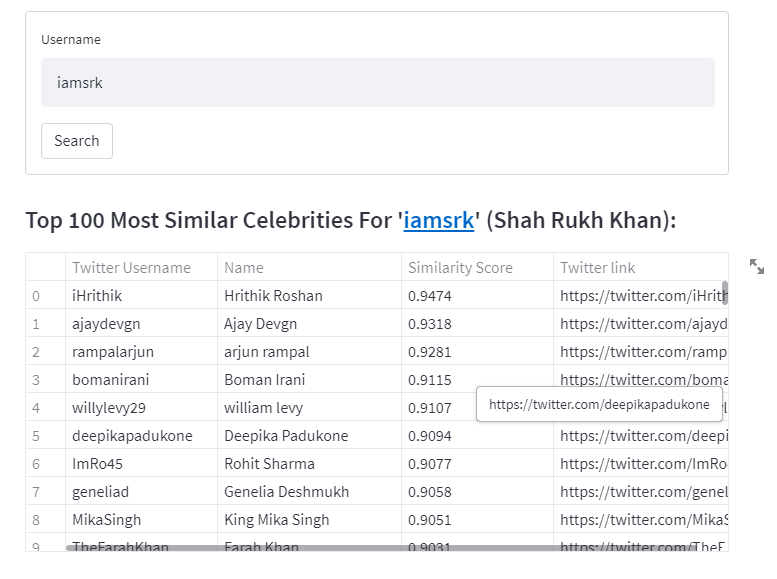 Username
iamsrk
Search
Top 100 Most Similar Celebrities For 'iamsrk' (Shah Rukh Khan):
Twitter Username Name Similarity Score Twitter link
0 iHrithik Hrithik Roshan 0.9474 https://twitter.com/iHrith
1 ajaydevgn Ajay Devgn 0.9318 https://twitter.com/ajayd
2 rampalarjun arjun rampal 0.9281 https://twitter.com/ramp
3 bomanirani Boman Irani 0.9115 https://twitter.com/boma
4 willylevy29 william levy 0.9107
https://twitter.com/deepikapadukone
5 deepikapadukone Deepika Padukone 0.9094 https://twitter.com/deepi
6 ImRo45 Rohit Sharma 0.9077 https://twitter.com/ImRo
7 geneliad Genelia Deshmukh 0.9058 https://twitter.com/genel
8 MikaSingh King Mika Singh 0.9051 https://twitter.com/MikaS
9 TheFarahKhan Farah Khan 0.9031 https://twitter.com/TheF